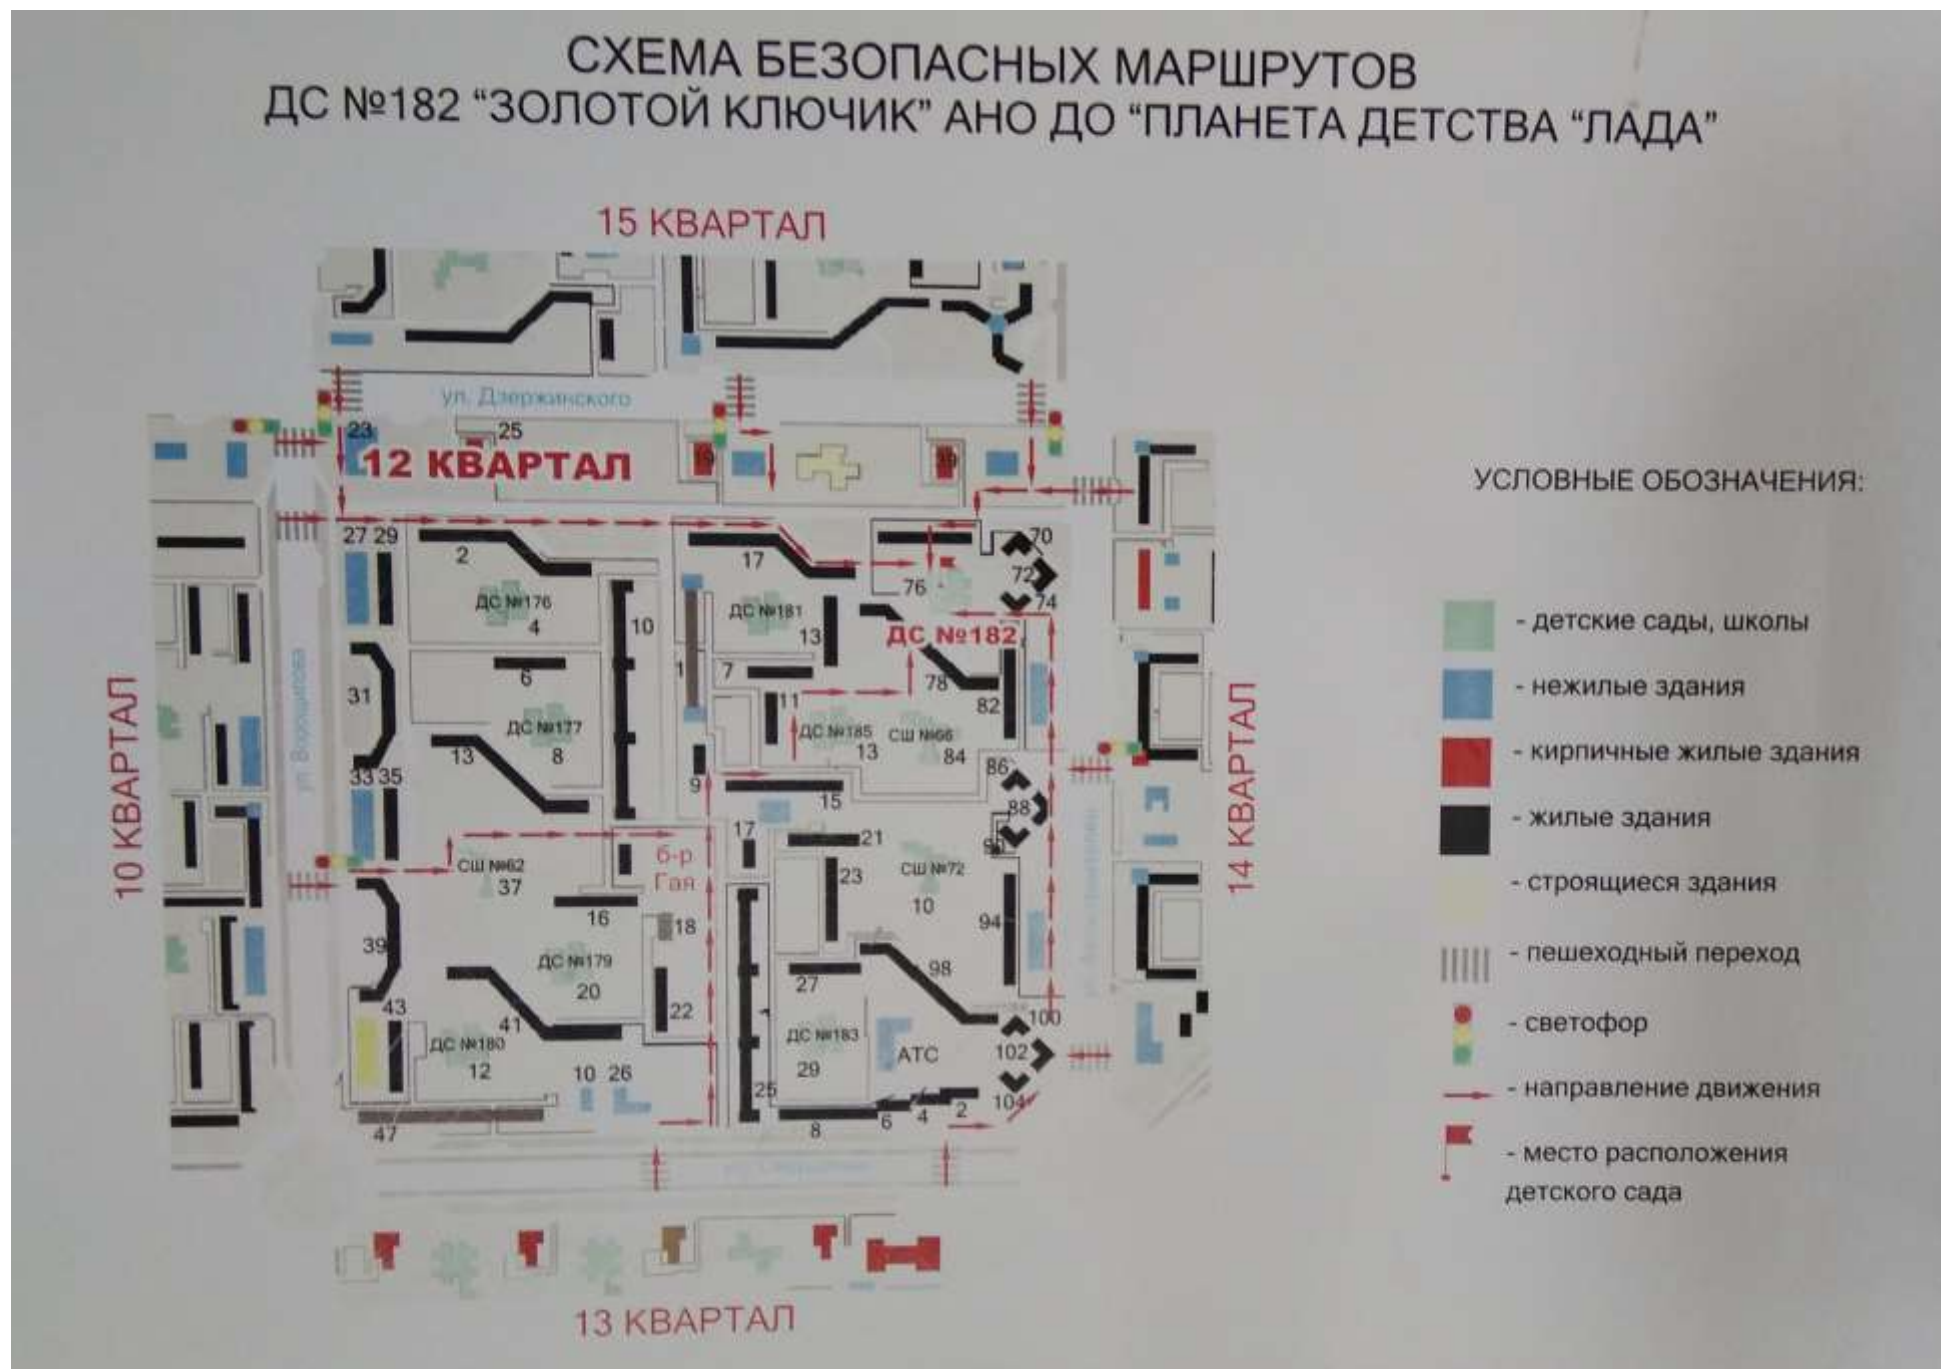 СХЕМА БЕЗОПАСНЫХ МАРШРУТОВ
ДС №182 “ЗОЛОТОЙ КЛЮЧИК” АНО ДО “ПЛАНЕТА ДЕТСТВА “ЛАДА”
15 КВАРТАЛ
ул. Дзержинского
23
25
19
39
12 КВАРТАЛ
УСЛОВНЫЕ ОБОЗНАЧЕНИЯ:
27 29
2
17
70
72
74
76
ДС №176
4
10
ДС №181
13
ДС №182
- детские сады, школы
6
1
7
78
31
11
82
- нежилые здания
10 КВАРТАЛ
ул Ворошилова
14 КВАРТАЛ
ДС №177
8
13
ДС №185
13
СШ №66
84
- кирпичные жилые здания
33 35
9
15
86
88
90
- жилые здания
17
21
б-р
Гая
СШ №62
37
23
СШ №72
10
- строящиеся здания
16
18
94
39
ДС №179
20
27
98
- пешеходный переход
43
41
22
100
- светофор
ДС №180
12
ДС №183
29
АТС
102
10 26
25
104
- направление движения
47
8
6
4
2
- место расположения
детского сада
13 КВАРТАЛ